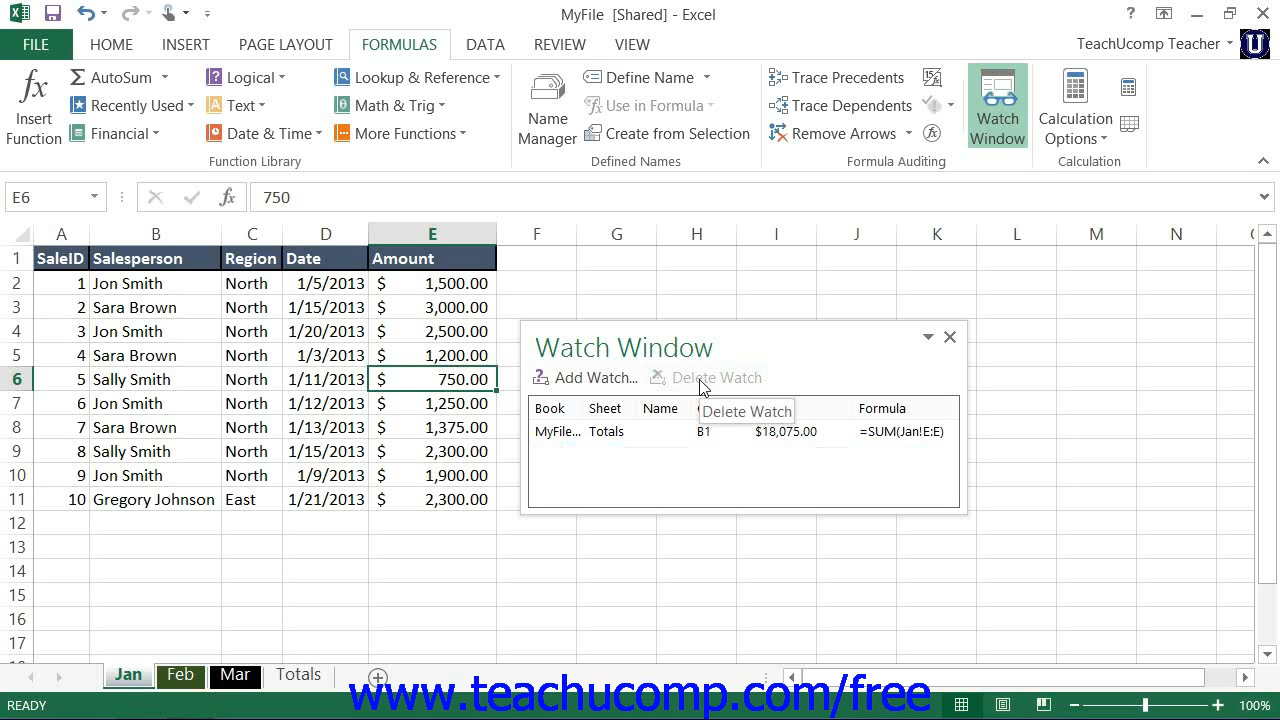 MyFile [Shared] - Excel
?
FILE HOME INSERT PAGE LAYOUT FORMULAS DATA REVIEW VIEW TeachUcomp Teacher
fx Insert Function
Σ AutoSum
Recently Used
Financial
Logical
Text
Date & Time
Lookup & Reference
Math & Trig
More Functions
Function Library
Name Manager
Define Name
Use in Formula
Create from Selection
Defined Names
Trace Precedents
Trace Dependents
Remove Arrows
Formula Auditing
Watch Window
Calculation Options
Calculation
E6 fx 750
A B C D E F G H I J K L M N
1 SaleID Salesperson Region Date Amount
2 1 Jon Smith North 1/5/2013 $ 1,500.00
3 2 Sara Brown North 1/15/2013 $ 3,000.00
4 3 Jon Smith North 1/20/2013 $ 2,500.00
5 4 Sara Brown North 1/3/2013 $ 1,200.00
6 5 Sally Smith North 1/11/2013 $ 750.00
7 6 Jon Smith North 1/12/2013 $ 1,250.00
8 7 Sara Brown North 1/13/2013 $ 1,375.00
9 8 Sally Smith North 1/15/2013 $ 2,300.00
10 9 Jon Smith North 1/9/2013 $ 1,900.00
11 10 Gregory Johnson East 1/21/2013 $ 2,300.00
12
13
14
15
16
17
Watch Window
Add Watch... Delete Watch
Book Sheet Name Formula
Delete Watch
MyFile... Totals B1 $18,075.00 =SUM(Jan!E:E)
Jan Feb Mar Totals
www.teachucomp.com/free
READY 100%